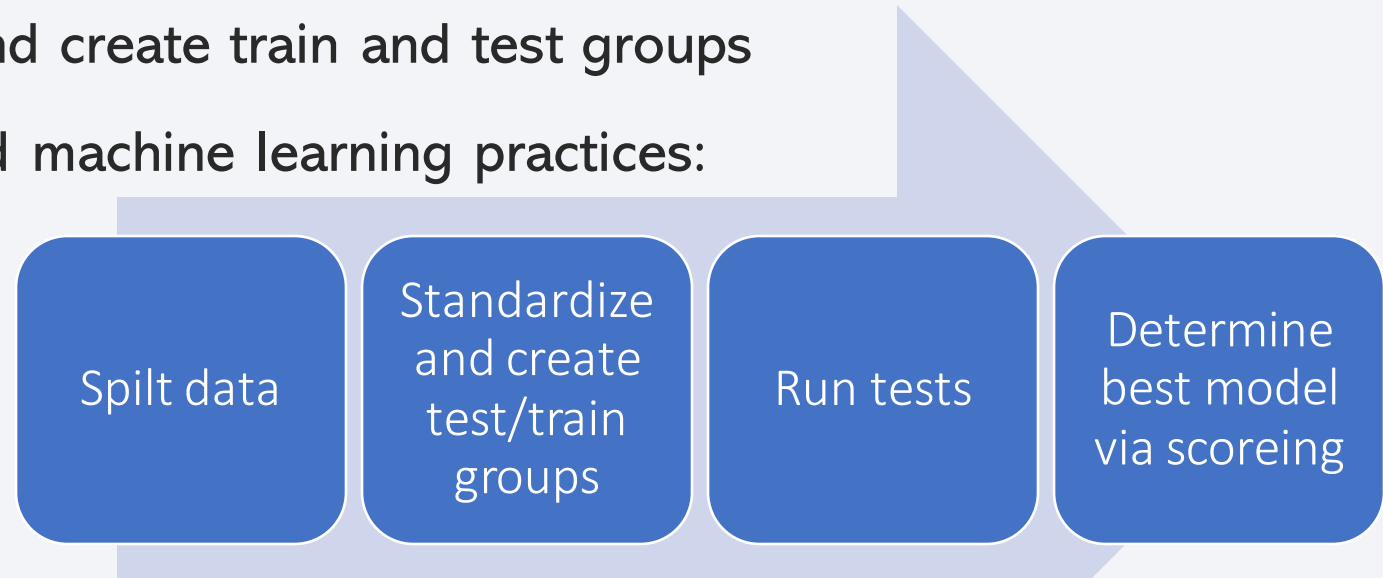 nd create train and test groups
machine learning practices:
Spilt data
Standardize
and create
test/train
groups
Run tests
Determine
best model
via scoreing